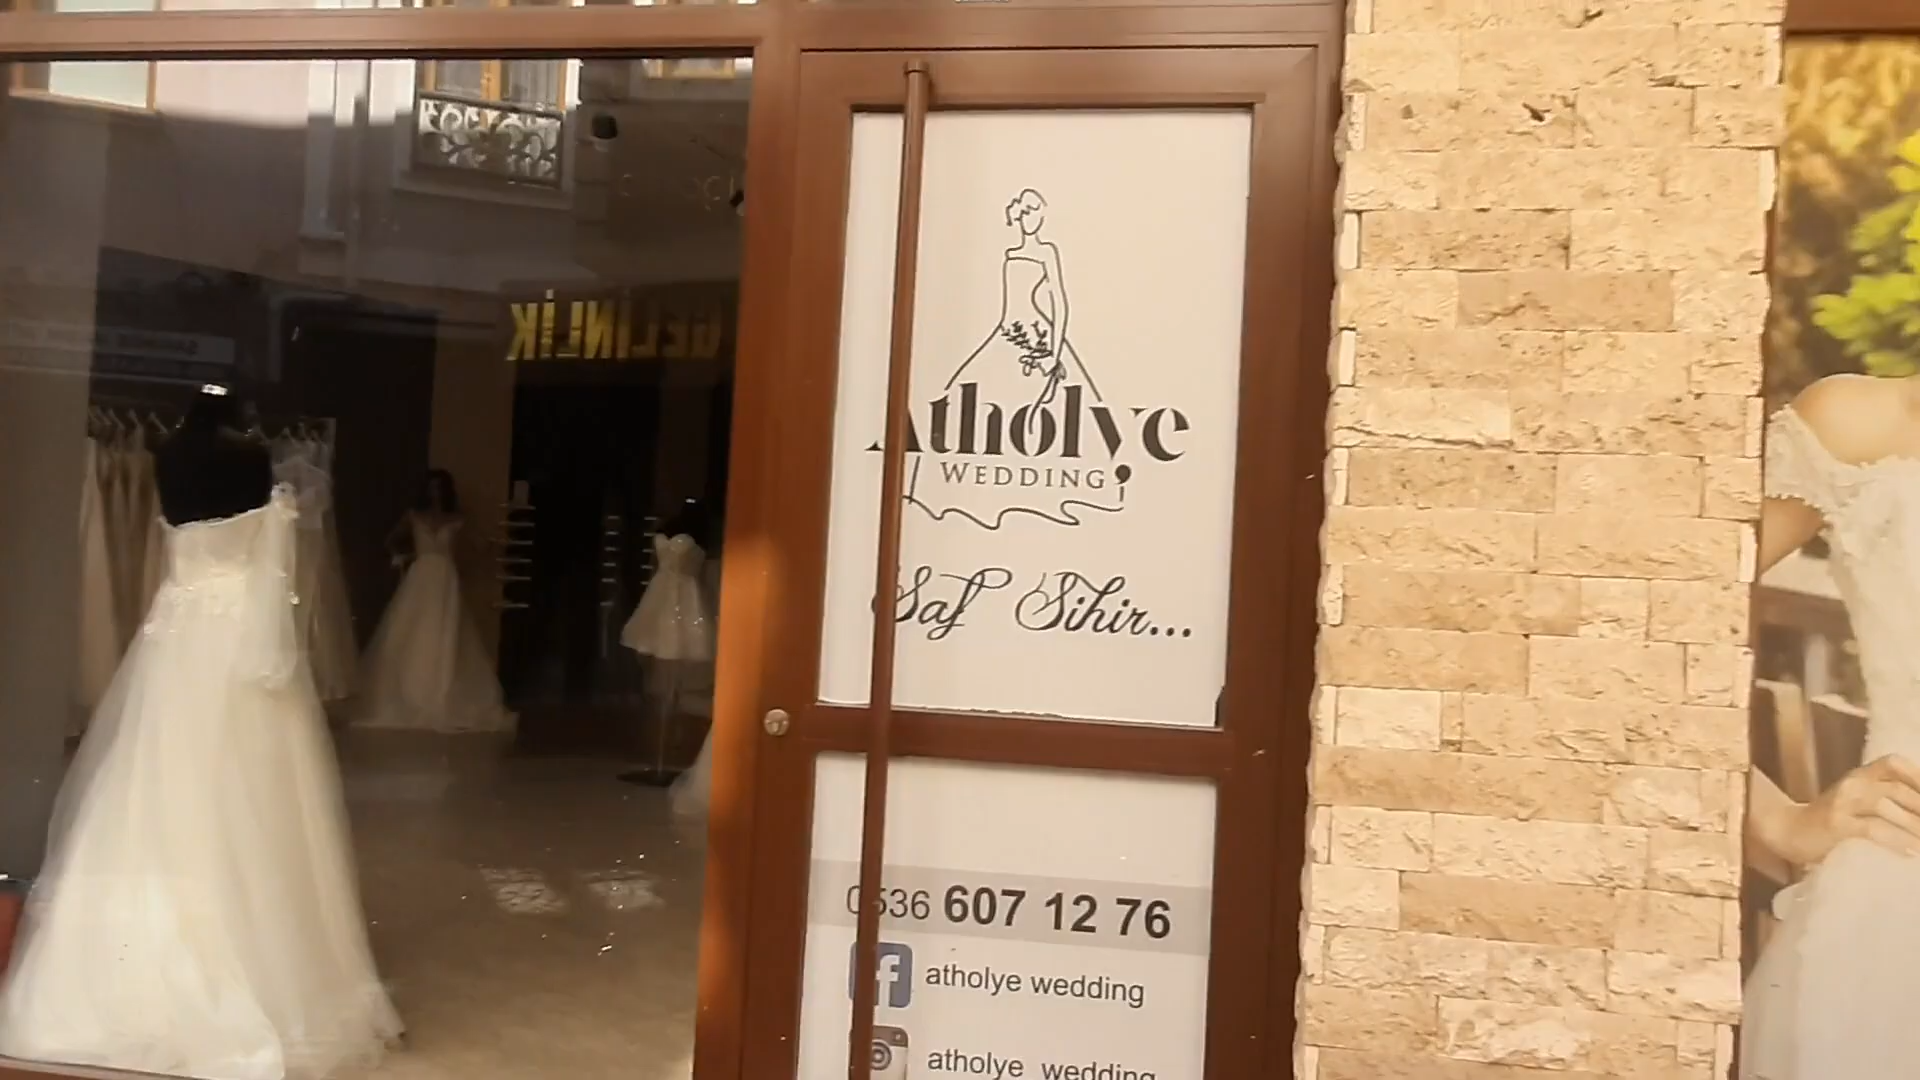 GELİNLİK
Atholye
WEDDING
Saf Sihir...
0536 607 12 76
atholye wedding
atholye_wedding